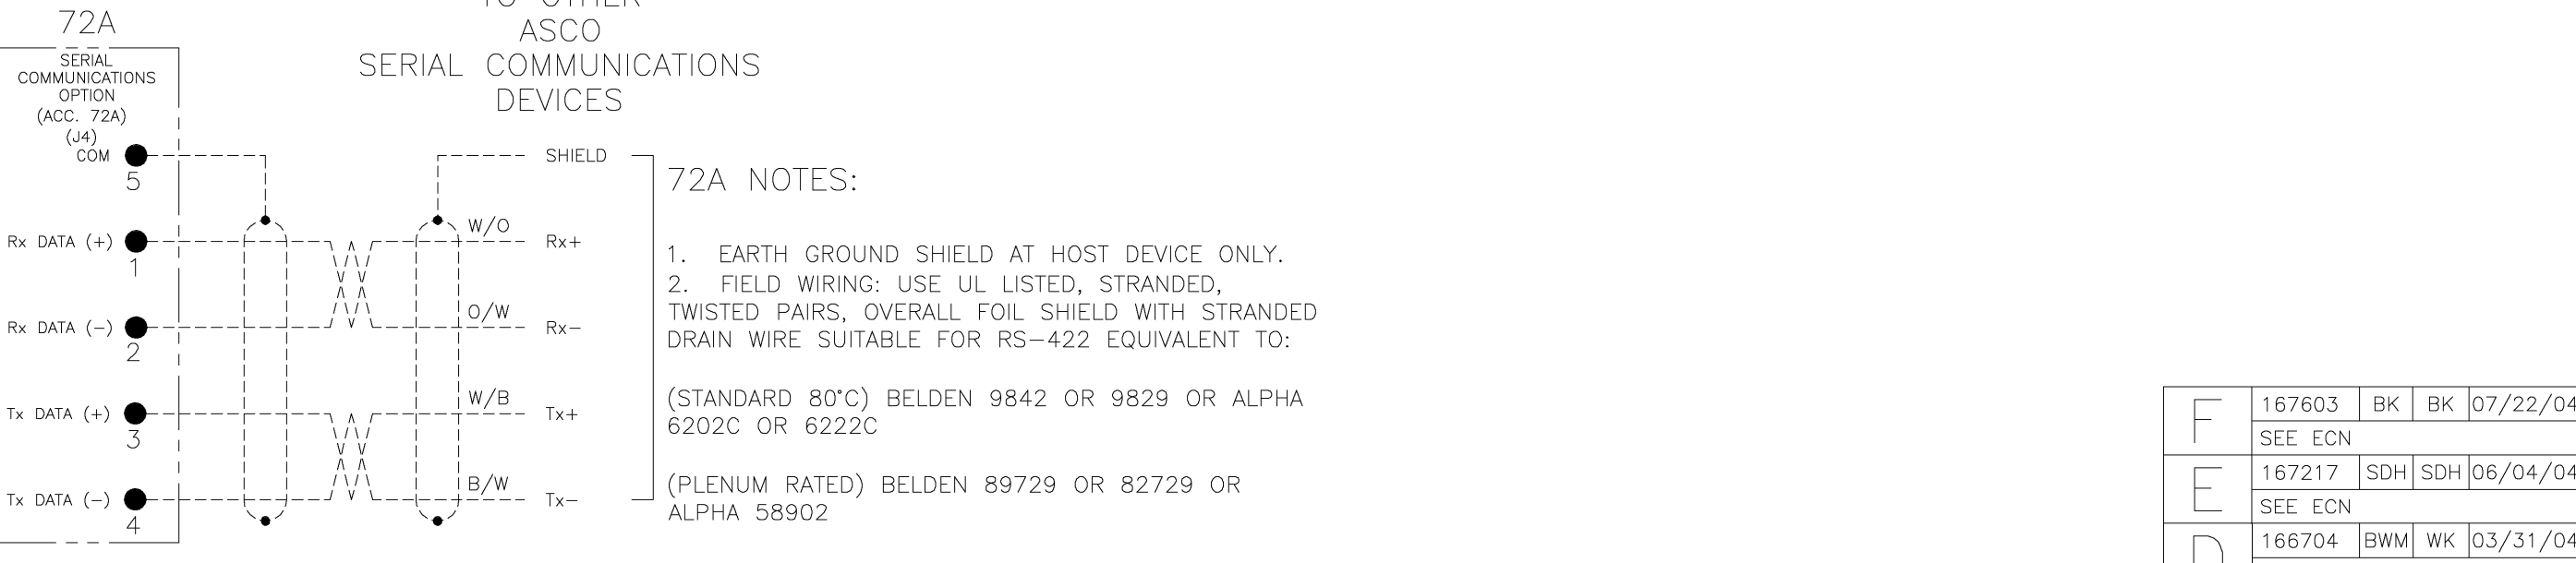 72A
SERIAL
COMMUNICATIONS
OPTION
(ACC. 72A)
(J4)
COM
5
Rx DATA (+)
1
Rx DATA (-)
2
Tx DATA (+)
3
Tx DATA (-)
4
TO OTHER
ASCO
SERIAL COMMUNICATIONS
DEVICES
SHIELD
W/O
Rx+
O/W
Rx-
W/B
Tx+
B/W
Tx-
72A NOTES:
1. EARTH GROUND SHIELD AT HOST DEVICE ONLY.
2. FIELD WIRING: USE UL LISTED, STRANDED,
TWISTED PAIRS, OVERALL FOIL SHIELD WITH STRANDED
DRAIN WIRE SUITABLE FOR RS-422 EQUIVALENT TO:
(STANDARD 80°C) BELDEN 9842 OR 9829 OR ALPHA
6202C OR 6222C
(PLENUM RATED) BELDEN 89729 OR 82729 OR
ALPHA 58902
F 167603 BK BK 07/22/04
SEE ECN
E 167217 SDH SDH 06/04/04
SEE ECN
D 166704 BWM WK 03/31/04